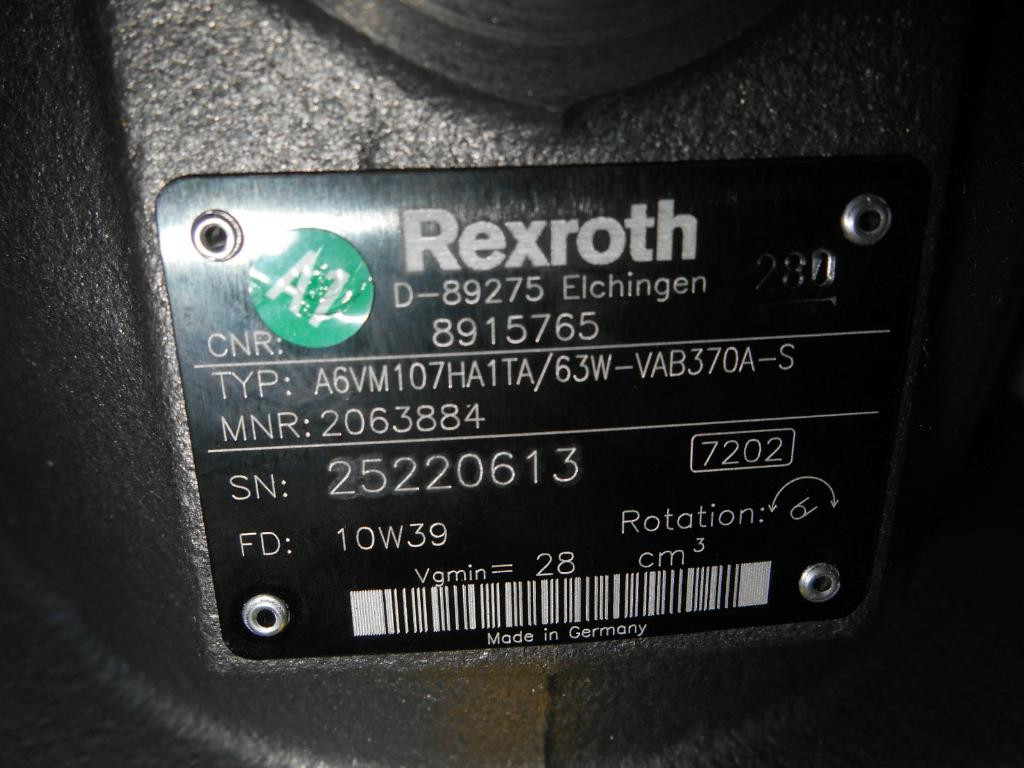 Rexroth
D-89275 Elchingen
280
A2
CNR: 8915765
TYP: A6VM107HA1TA/63W-VAB370A-S
MNR: 2063884
SN: 25220613
7202
FD: 10W39
Rotation:
Vgmin= 28 cm³
Made in Germany